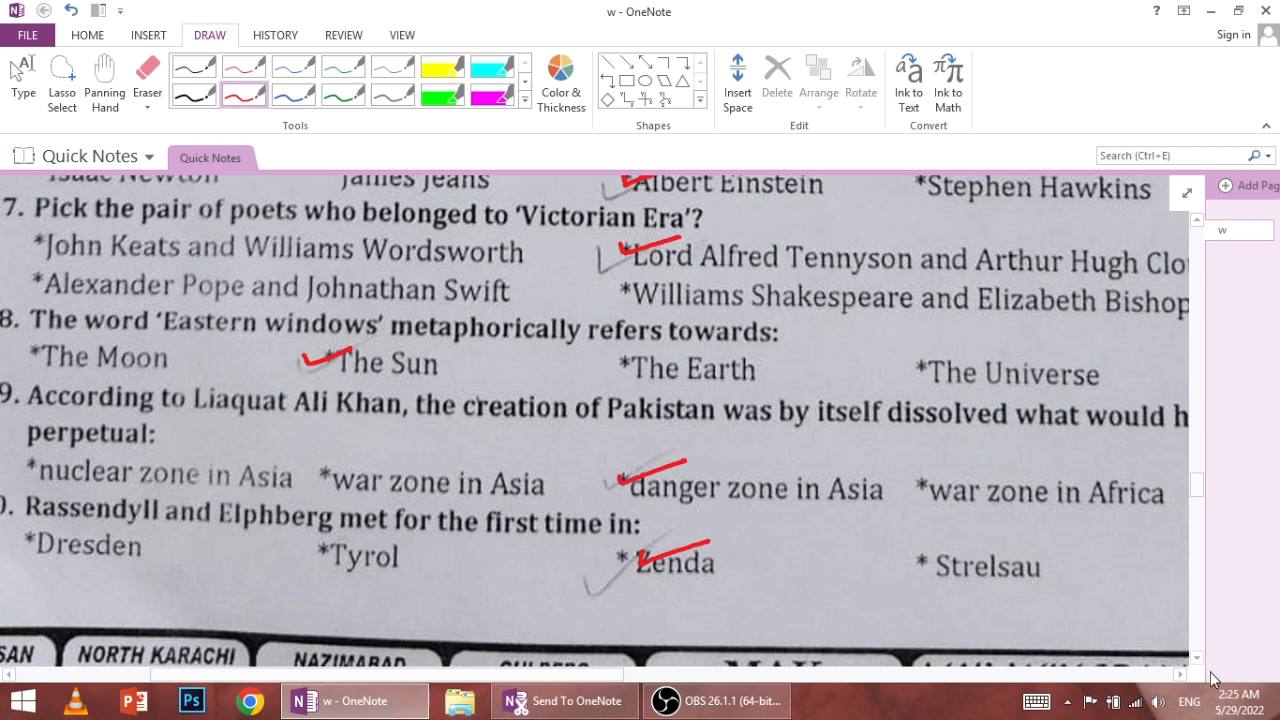 w - OneNote
FILE HOME INSERT DRAW HISTORY REVIEW VIEW Sign in
Type Lasso Select Panning Hand Eraser Color & Thickness Insert Space Delete Arrange Rotate Ink to Text Ink to Math
Tools Shapes Edit Convert
Quick Notes Quick Notes Search (Ctrl+E)
Add Pag
w
Isaac Newton James Jeans *Albert Einstein *Stephen Hawkins
7. Pick the pair of poets who belonged to 'Victorian Era'?
*John Keats and Williams Wordsworth *Lord Alfred Tennyson and Arthur Hugh Clo
*Alexander Pope and Johnathan Swift *Williams Shakespeare and Elizabeth Bishop
8. The word 'Eastern windows' metaphorically refers towards:
*The Moon *The Sun *The Earth *The Universe
9. According to Liaquat Ali Khan, the creation of Pakistan was by itself dissolved what would h
perpetual:
*nuclear zone in Asia *war zone in Asia *danger zone in Asia *war zone in Africa
). Rassendyll and Elphberg met for the first time in:
*Dresden *Tyrol * Zenda * Strelsau
SAN NORTH KARACHI NAZIMABAD
w - OneNote Send To OneNote OBS 26.1.1 (64-bit... ENG 2:25 AM
5/29/2022